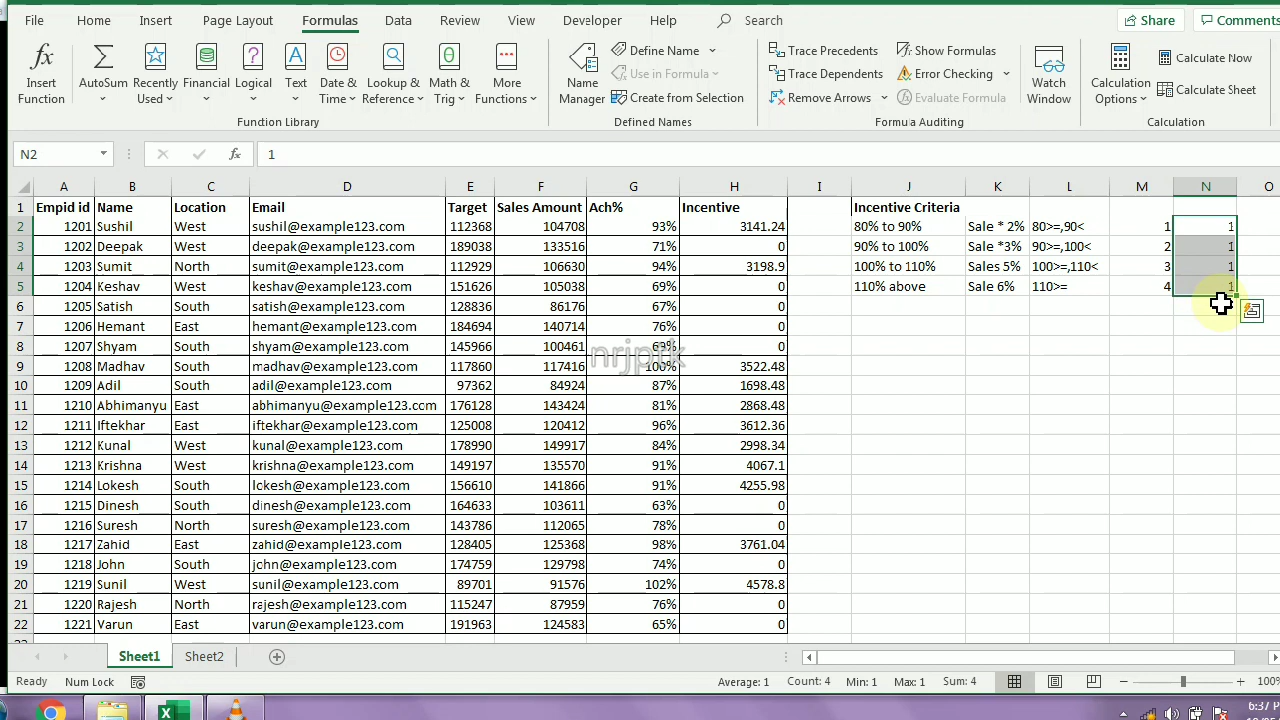 File Home Insert Page Layout Formulas Data Review View Developer Help Search Share Comments
Insert Function AutoSum Recently Used Financial Logical Text Date & Time Lookup & Reference Math & Trig More Functions
Function Library
Name Manager Define Name Use in Formula Create from Selection
Defined Names
Trace Precedents Trace Dependents Remove Arrows Show Formulas Error Checking Evaluate Formula
Formula Auditing
Watch Window
Calculation Options Calculate Now Calculate Sheet
Calculation
N2 fx 1
A B C D E F G H I J K L M N O
1 Empid id Name Location Email Target Sales Amount Ach% Incentive Incentive Criteria
2 1201 Sushil West sushil@example123.com 112368 104708 93% 3141.24 80% to 90% Sale * 2% 80>=,90< 1 1
3 1202 Deepak West deepak@example123.com 189038 133516 71% 0 90% to 100% Sale *3% 90>=,100< 2 1
4 1203 Sumit North sumit@example123.com 112929 106630 94% 3198.9 100% to 110% Sales 5% 100>=,110< 3 1
5 1204 Keshav West keshav@example123.com 151626 105038 69% 0 110% above Sale 6% 110>= 4 1
6 1205 Satish South satish@example123.com 128836 86176 67% 0
7 1206 Hemant East hemant@example123.com 184694 140714 76% 0
8 1207 Shyam South shyam@example123.com 145966 100461 69% 0
nrjptk
9 1208 Madhav South madhav@example123.com 117860 117416 100% 3522.48
10 1209 Adil South adil@example123.com 97362 84924 87% 1698.48
11 1210 Abhimanyu East abhimanyu@example123.com 176128 143424 81% 2868.48
12 1211 Iftekhar East iftekhar@example123.com 125008 120412 96% 3612.36
13 1212 Kunal West kunal@example123.com 178990 149917 84% 2998.34
14 1213 Krishna West krishna@example123.com 149197 135570 91% 4067.1
15 1214 Lokesh South lokesh@example123.com 156610 141866 91% 4255.98
16 1215 Dinesh South dinesh@example123.com 164633 103611 63% 0
17 1216 Suresh North suresh@example123.com 143786 112065 78% 0
18 1217 Zahid East zahid@example123.com 128405 125368 98% 3761.04
19 1218 John South john@example123.com 174759 129798 74% 0
20 1219 Sunil West sunil@example123.com 89701 91576 102% 4578.8
21 1220 Rajesh North rajesh@example123.com 115247 87959 76% 0
22 1221 Varun East varun@example123.com 191963 124583 65% 0
Sheet1 Sheet2
Ready Num Lock Average: 1 Count: 4 Min: 1 Max: 1 Sum: 4 100%
6:37 P